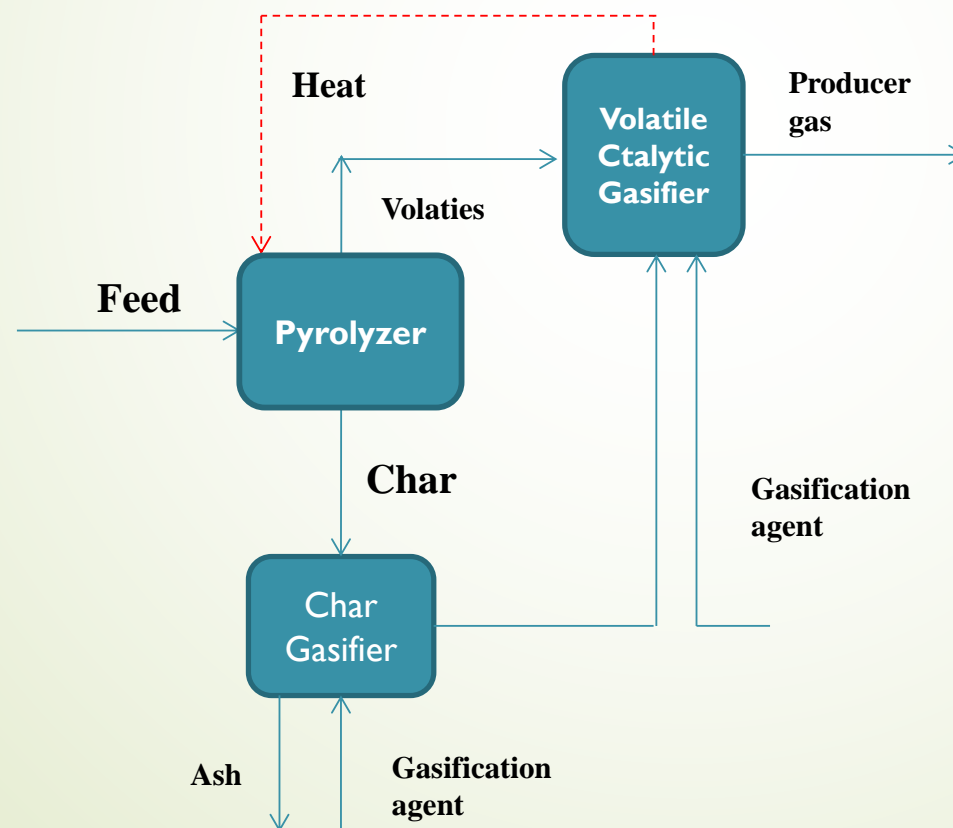 Heat
Volatile
Ctalytic
Gasifier
Producer
gas
Volaties
Feed
Pyrolyzer
Char
Gasification
agent
Char
Gasifier
Ash
Gasification
agent